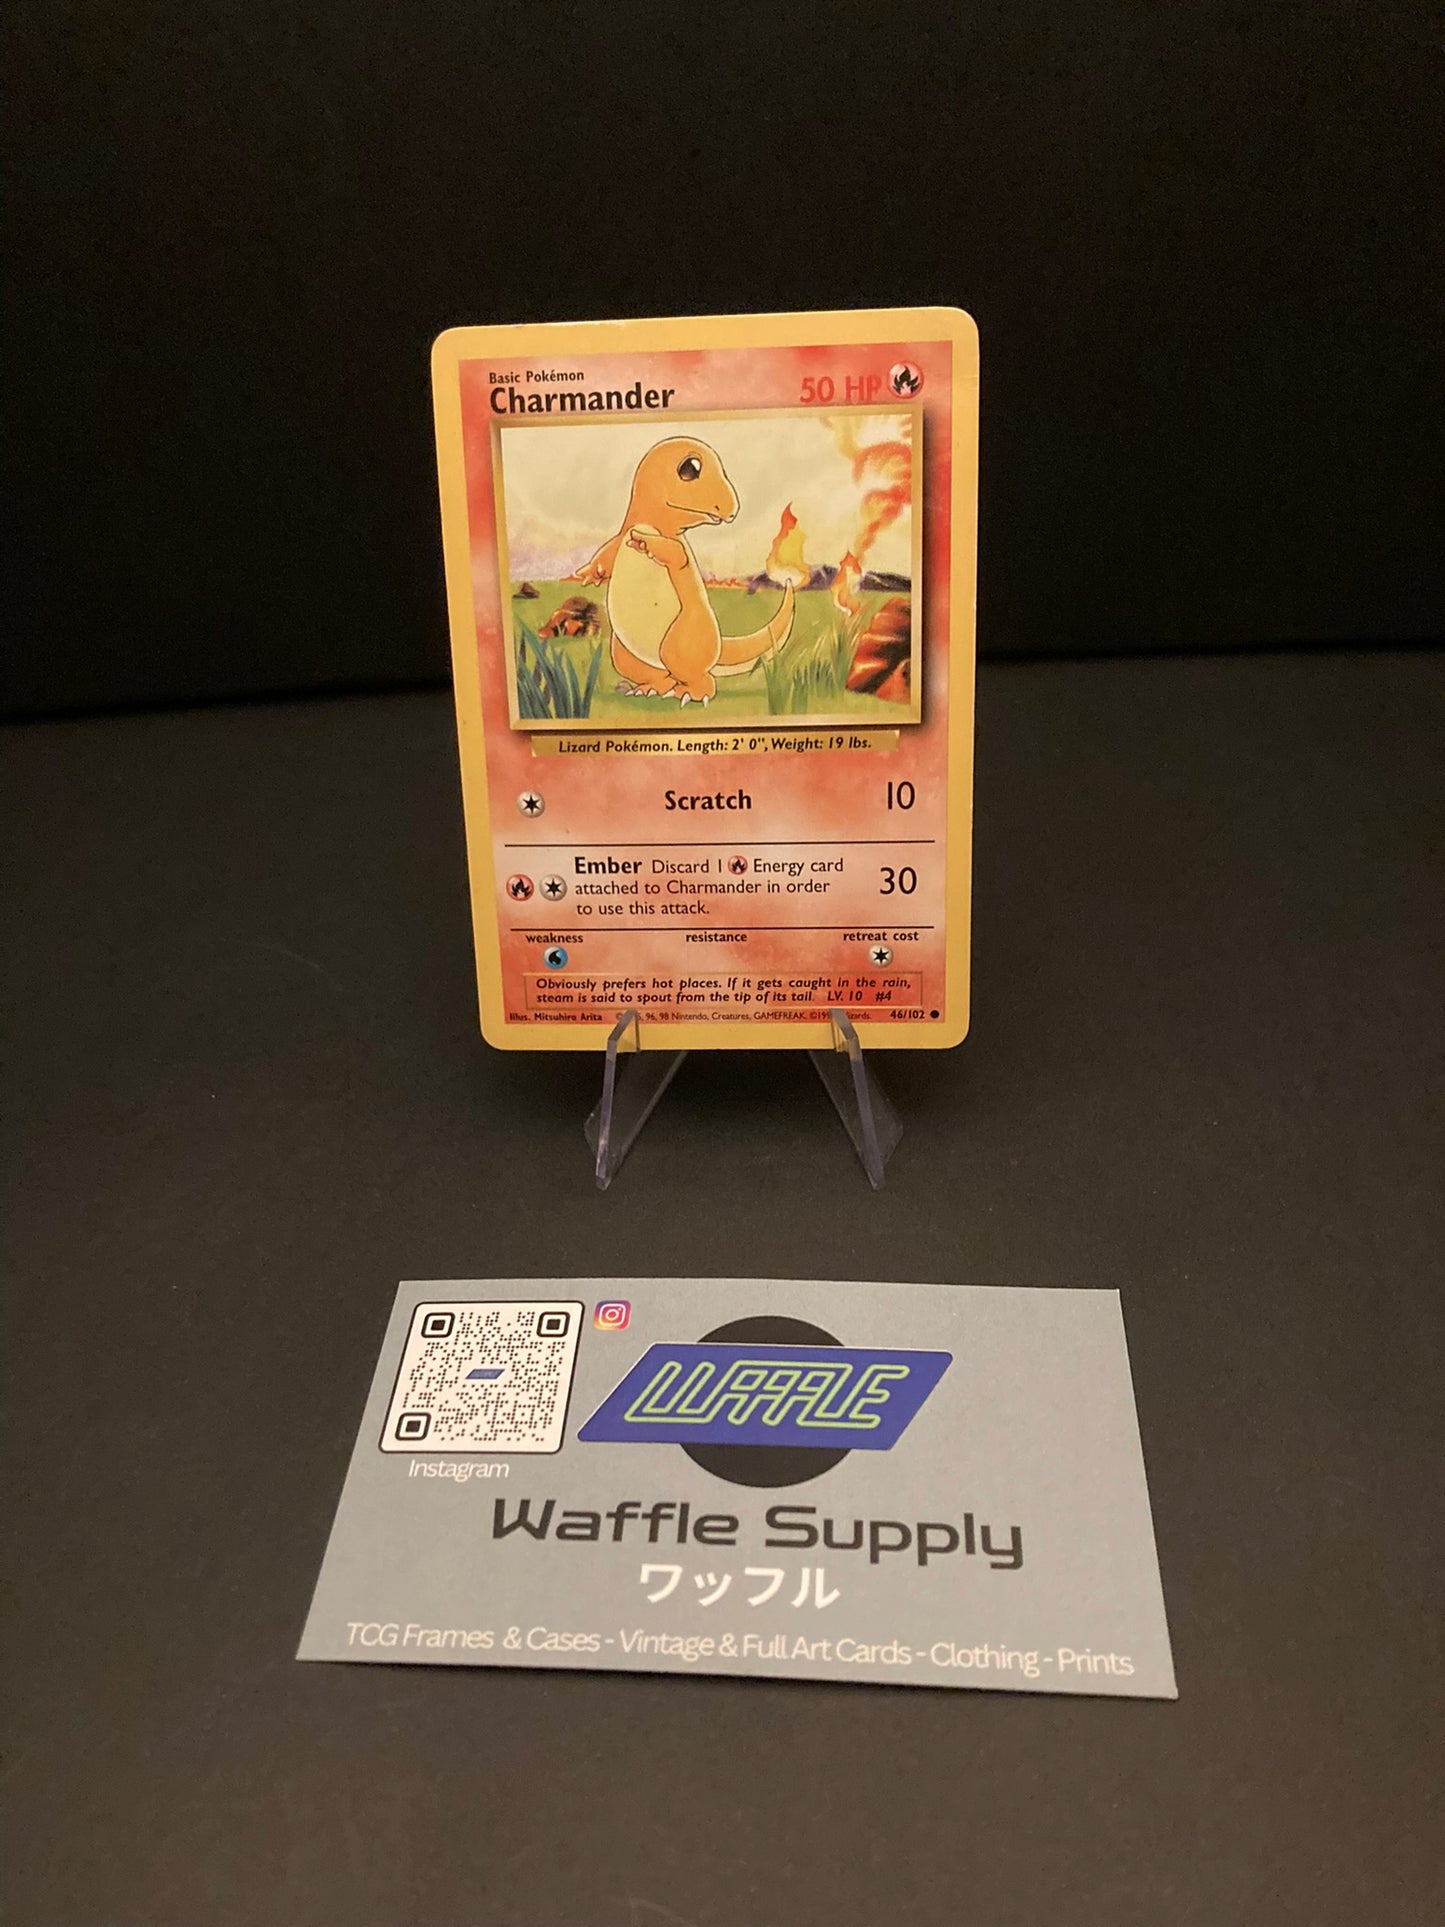 Basic Pokémon
Charmander
50 HP
Lizard Pokémon. Length: 2' 0", Weight: 19 lbs.
Scratch 10
Ember Discard 1 Energy card
attached to Charmander in order
to use this attack.
30
weakness resistance retreat cost
Obviously prefers hot places. If it gets caught in the rain,
steam is said to spout from the tip of its tail. LV. 10 #4
Illus. Mitsuhiro Arita 96, 98 Nintendo, Creatures, GAMEFREAK. 46/102
WAFFLE
Instagram
Waffle Supply
ワッフル
TCG Frames & Cases - Vintage & Full Art Cards - Clothing - Prints